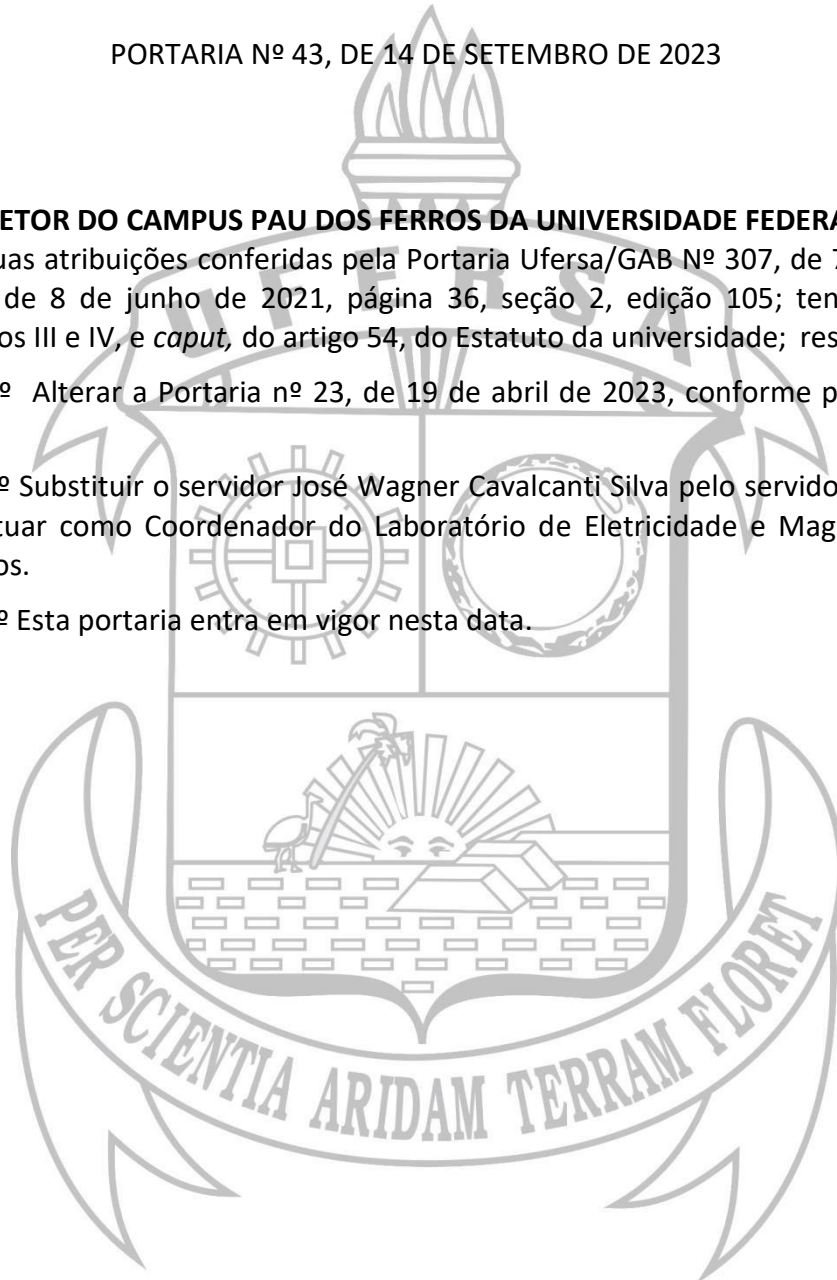 PORTARIA Nº 43, DE 14 DE SETEMBRO DE 2023
ETOR DO CAMPUS PAU DOS FERROS DA UNIVERSIDADE FEDERA
uas atribuições conferidas pela Portaria Ufersa/GAB Nº 307, de 7
de 8 de junho de 2021, página 36, seção 2, edição 105; ten
os III e IV, e caput, do artigo 54, do Estatuto da universidade; res
º Alterar a Portaria nº 23, de 19 de abril de 2023, conforme p
º Substituir o servidor José Wagner Cavalcanti Silva pelo servido
tuar como Coordenador do Laboratório de Eletricidade e Mag
os.
º Esta portaria entra em vigor nesta data.
UFERSA
PER SCIENTIA ARIDAM TERRAM FLORET